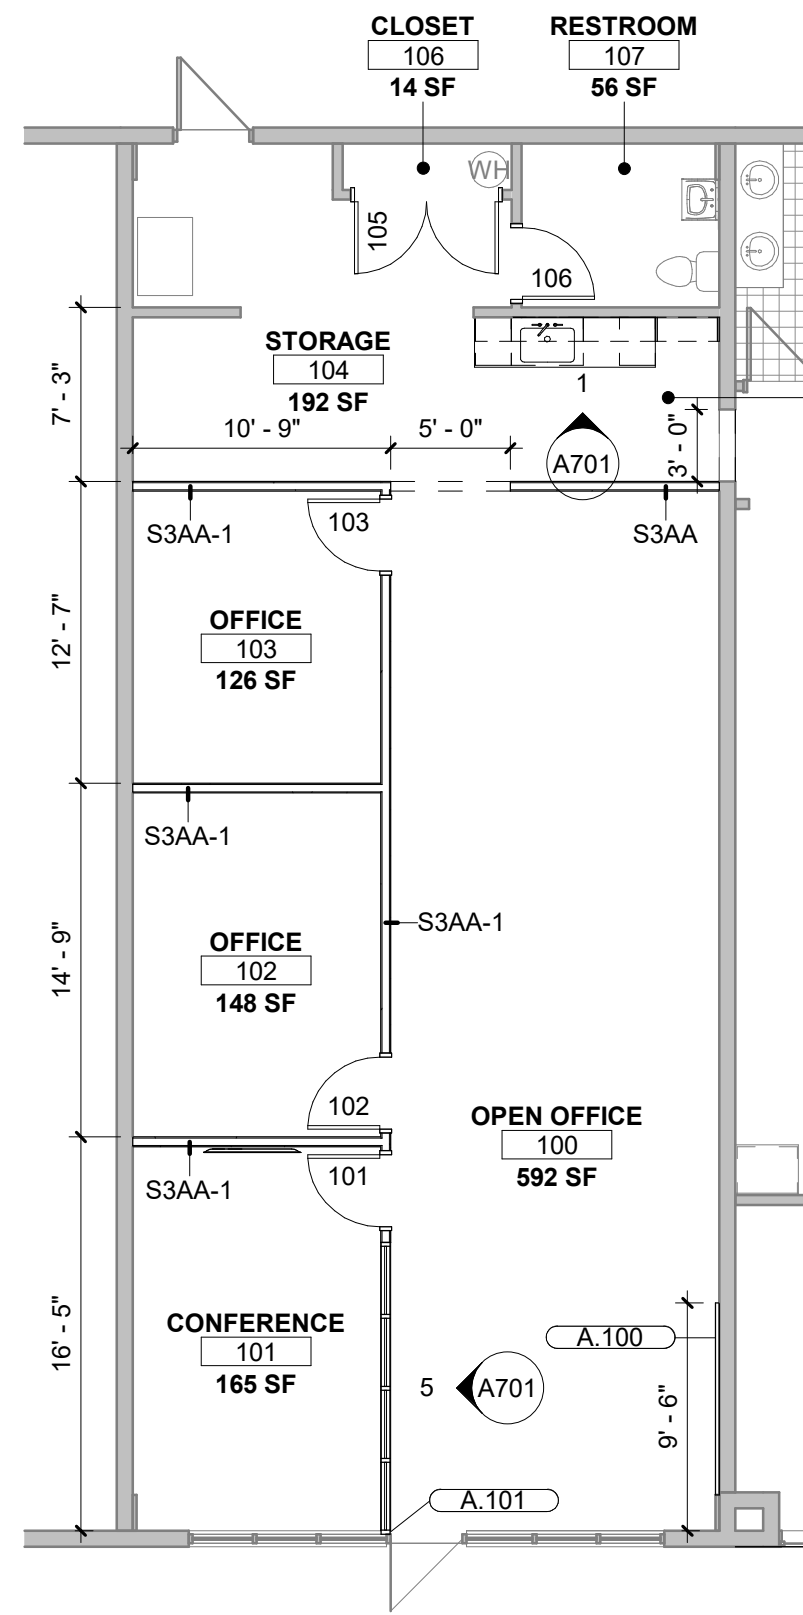 CLOSET
106
14 SF
RESTROOM
107
56 SF
WH
105
106
STORAGE
104
192 SF
7' - 3"
10' - 9"
5' - 0"
1
A701
3' - 0"
S3AA-1
103
S3AA
OFFICE
103
126 SF
12' - 7"
S3AA-1
S3AA-1
OFFICE
102
148 SF
14' - 9"
102
OPEN OFFICE
100
592 SF
101
S3AA-1
CONFERENCE
101
165 SF
16' - 5"
A.100
5
A701
9' - 6"
A.101